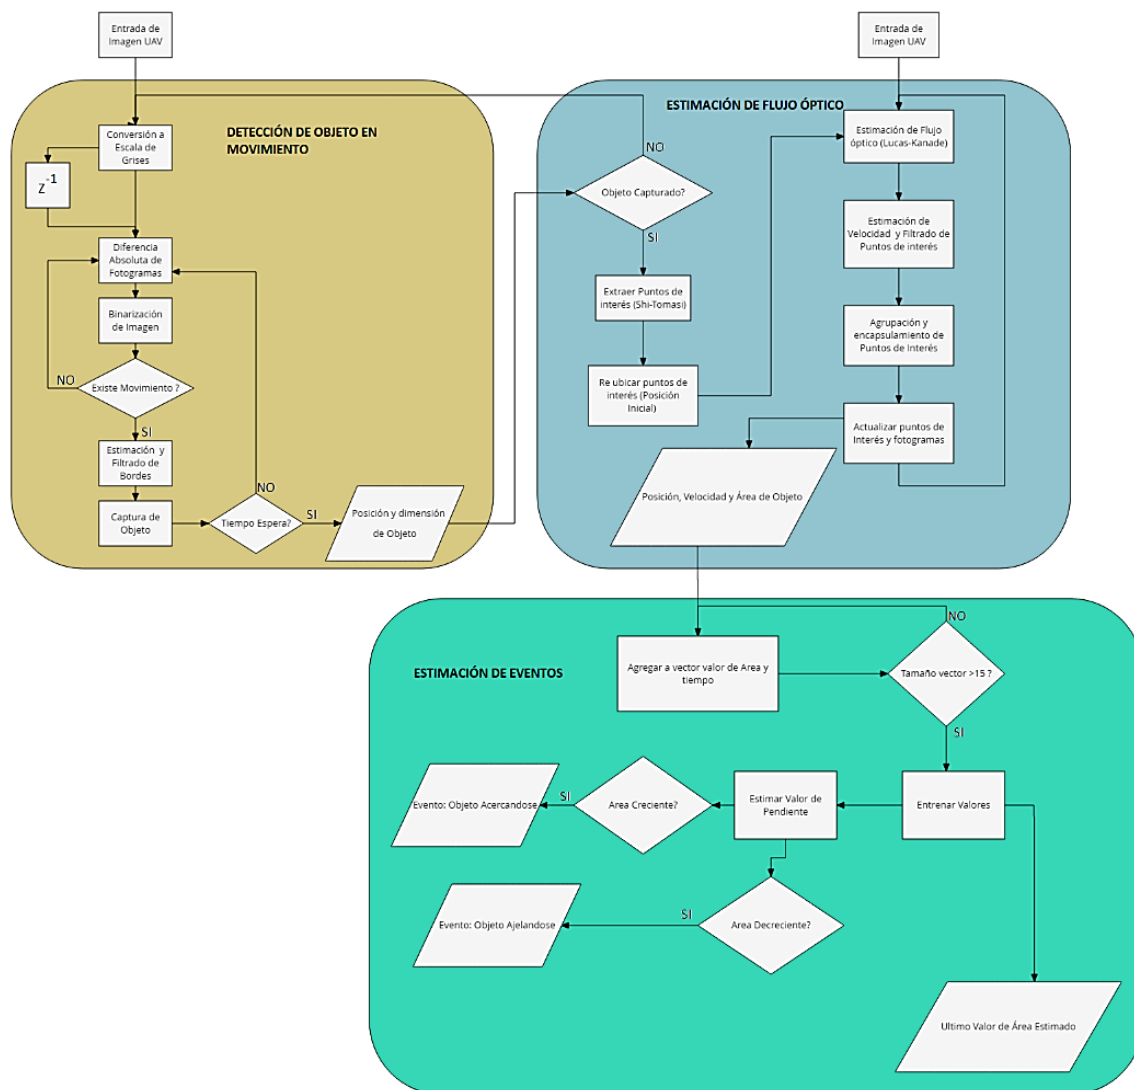 Entrada de
Imagen UAV
DETECCIÓN DE OBJETO EN
MOVIMIENTO
Conversión a
Escala de
Grises
Z-1
Diferencia
Absoluta de
Fotogramas
Binarización
de Imagen
Existe Movimiento ?
NO
SI
Estimación y
Filtrado de
Bordes
Captura de
Objeto
Tiempo Espera?
NO
SI
Posición y dimensión
de Objeto
Entrada de
Imagen UAV
ESTIMACIÓN DE FLUJO ÓPTICO
NO
Objeto Capturado?
SI
Extraer Puntos de
interés (Shi-Tomasi)
Re ubicar puntos de
interés (Posición
Inicial)
Estimación de Flujo
óptico (Lucas-Kanade)
Estimación de
Velocidad y Filtrado de
Puntos de interés
Agrupación y
encapsulamiento de
Puntos de Interés
Actualizar puntos de
Interés y fotogramas
Posición, Velocidad y Área de Objeto
ESTIMACIÓN DE EVENTOS
Agregar a vector valor de Area y
tiempo
NO
Tamaño vector >15 ?
SI
Entrenar Valores
Estimar Valor de
Pendiente
Area Creciente?
SI
Evento: Objeto Acercandose
Area Decreciente?
SI
Evento: Objeto Ajelandose
Ultimo Valor de Área Estimado